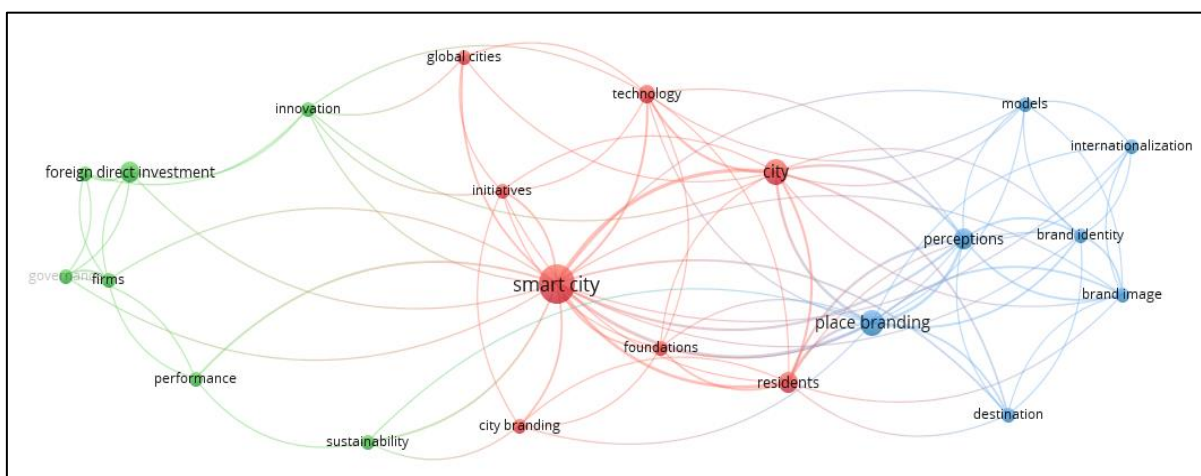 global cities
technology
innovation
models
internationalization
foreign direct investment
city
initiatives
perceptions
brand identity
governance
firms
smart city
brand image
place branding
foundations
performance
residents
destination
city branding
sustainability